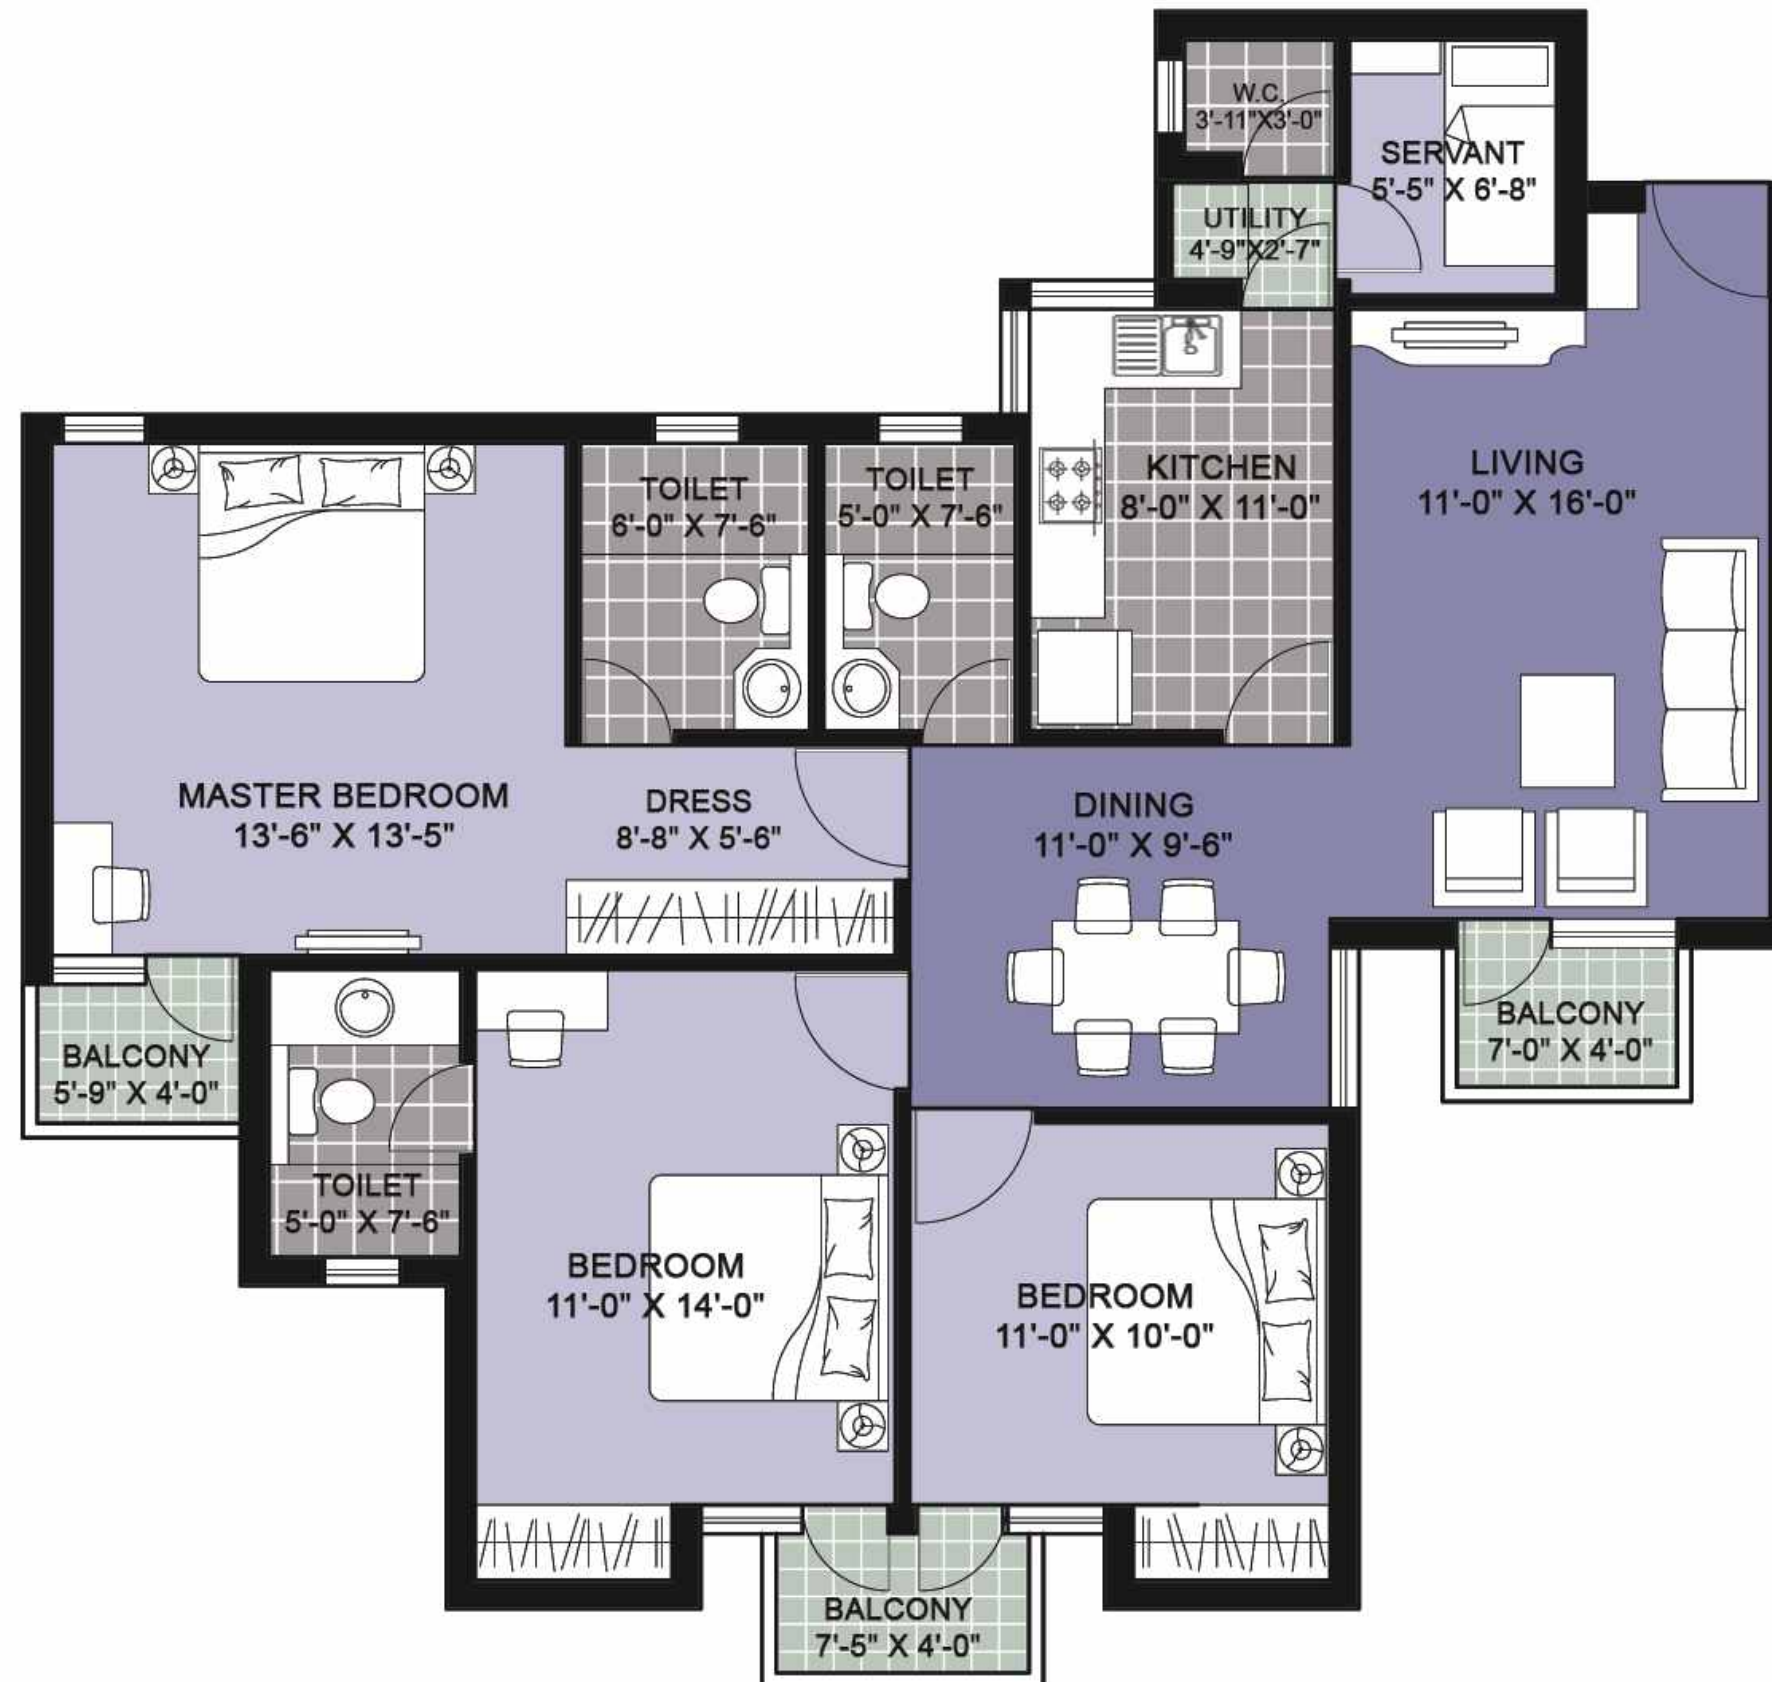 W.C.
3'-11"X3'-0"
SERVANT
5'-5" X 6'-8"
UTILITY
4'-9"X2'-7"
TOILET
6'-0" X 7'-6"
TOILET
5'-0" X 7'-6"
KITCHEN
8'-0" X 11'-0"
LIVING
11'-0" X 16'-0"
MASTER BEDROOM
13'-6" X 13'-5"
DRESS
8'-8" X 5'-6"
DINING
11'-0" X 9'-6"
BALCONY
5'-9" X 4'-0"
BALCONY
7'-0" X 4'-0"
TOILET
5'-0" X 7'-6"
BEDROOM
11'-0" X 14'-0"
BEDROOM
11'-0" X 10'-0"
BALCONY
7'-5" X 4'-0"